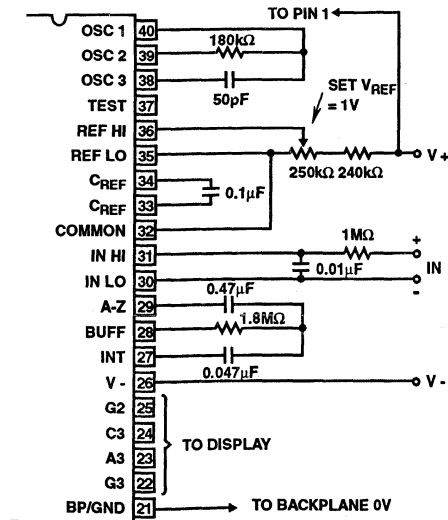 TO PIN 1
OSC 1 40
180kΩ
OSC 2 39
OSC 3 38
50pF
TEST 37
SET VREF
= 1V
REF HI 36
REF LO 35
V +
250kΩ 240kΩ
CREF 34
0.1µF
CREF 33
COMMON 32
1MΩ
+
IN HI 31
0.01µF
IN
IN LO 30
-
0.47µF
A-Z 29
BUFF 28
1.8MΩ
INT 27
0.047µF
V - 26
V -
G2 25
C3 24
TO DISPLAY
A3 23
G3 22
BP/GND 21
TO BACKPLANE 0V